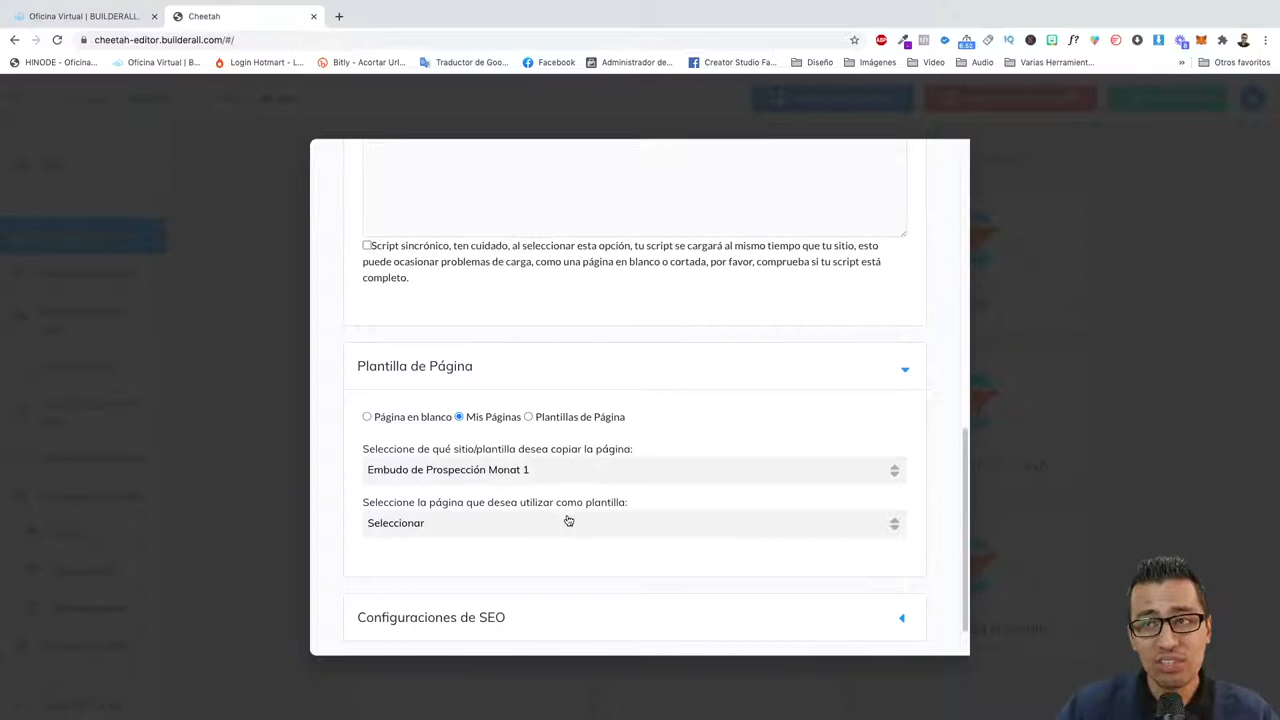 Oficina Virtual | BUILDERALL
Cheetah
cheetah-editor.builderall.com/#/
6.52
HINODE - Oficina...
Oficina Virtual | B...
Login Hotmart - L...
Bitly - Acortar Url...
Traductor de Goo...
Facebook
Administrador de...
Creator Studio Fa...
Diseño
Imágenes
Video
Audio
Varias Herramient...
Otros favoritos
Script sincrónico, ten cuidado, al seleccionar esta opción, tu script se cargará al mismo tiempo que tu sitio, esto
puede ocasionar problemas de carga, como una página en blanco o cortada, por favor, comprueba si tu script está
completo.
Plantilla de Página
Página en blanco Mis Páginas Plantillas de Página
Seleccione de qué sitio/plantilla desea copiar la página:
Embudo de Prospección Monat 1
Seleccione la página que desea utilizar como plantilla:
Seleccionar
Configuraciones de SEO